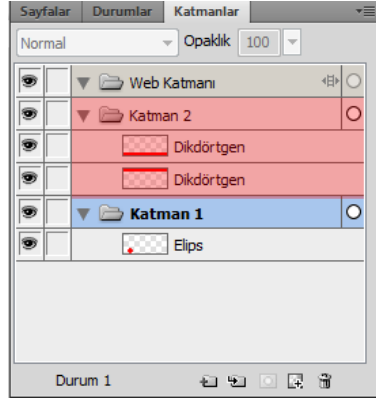 Sayfalar Durumlar Katmanlar
Normal Opaklık 100
Web Katmanı
Katman 2
Dikdörtgen
Dikdörtgen
Katman 1
Elips
Durum 1